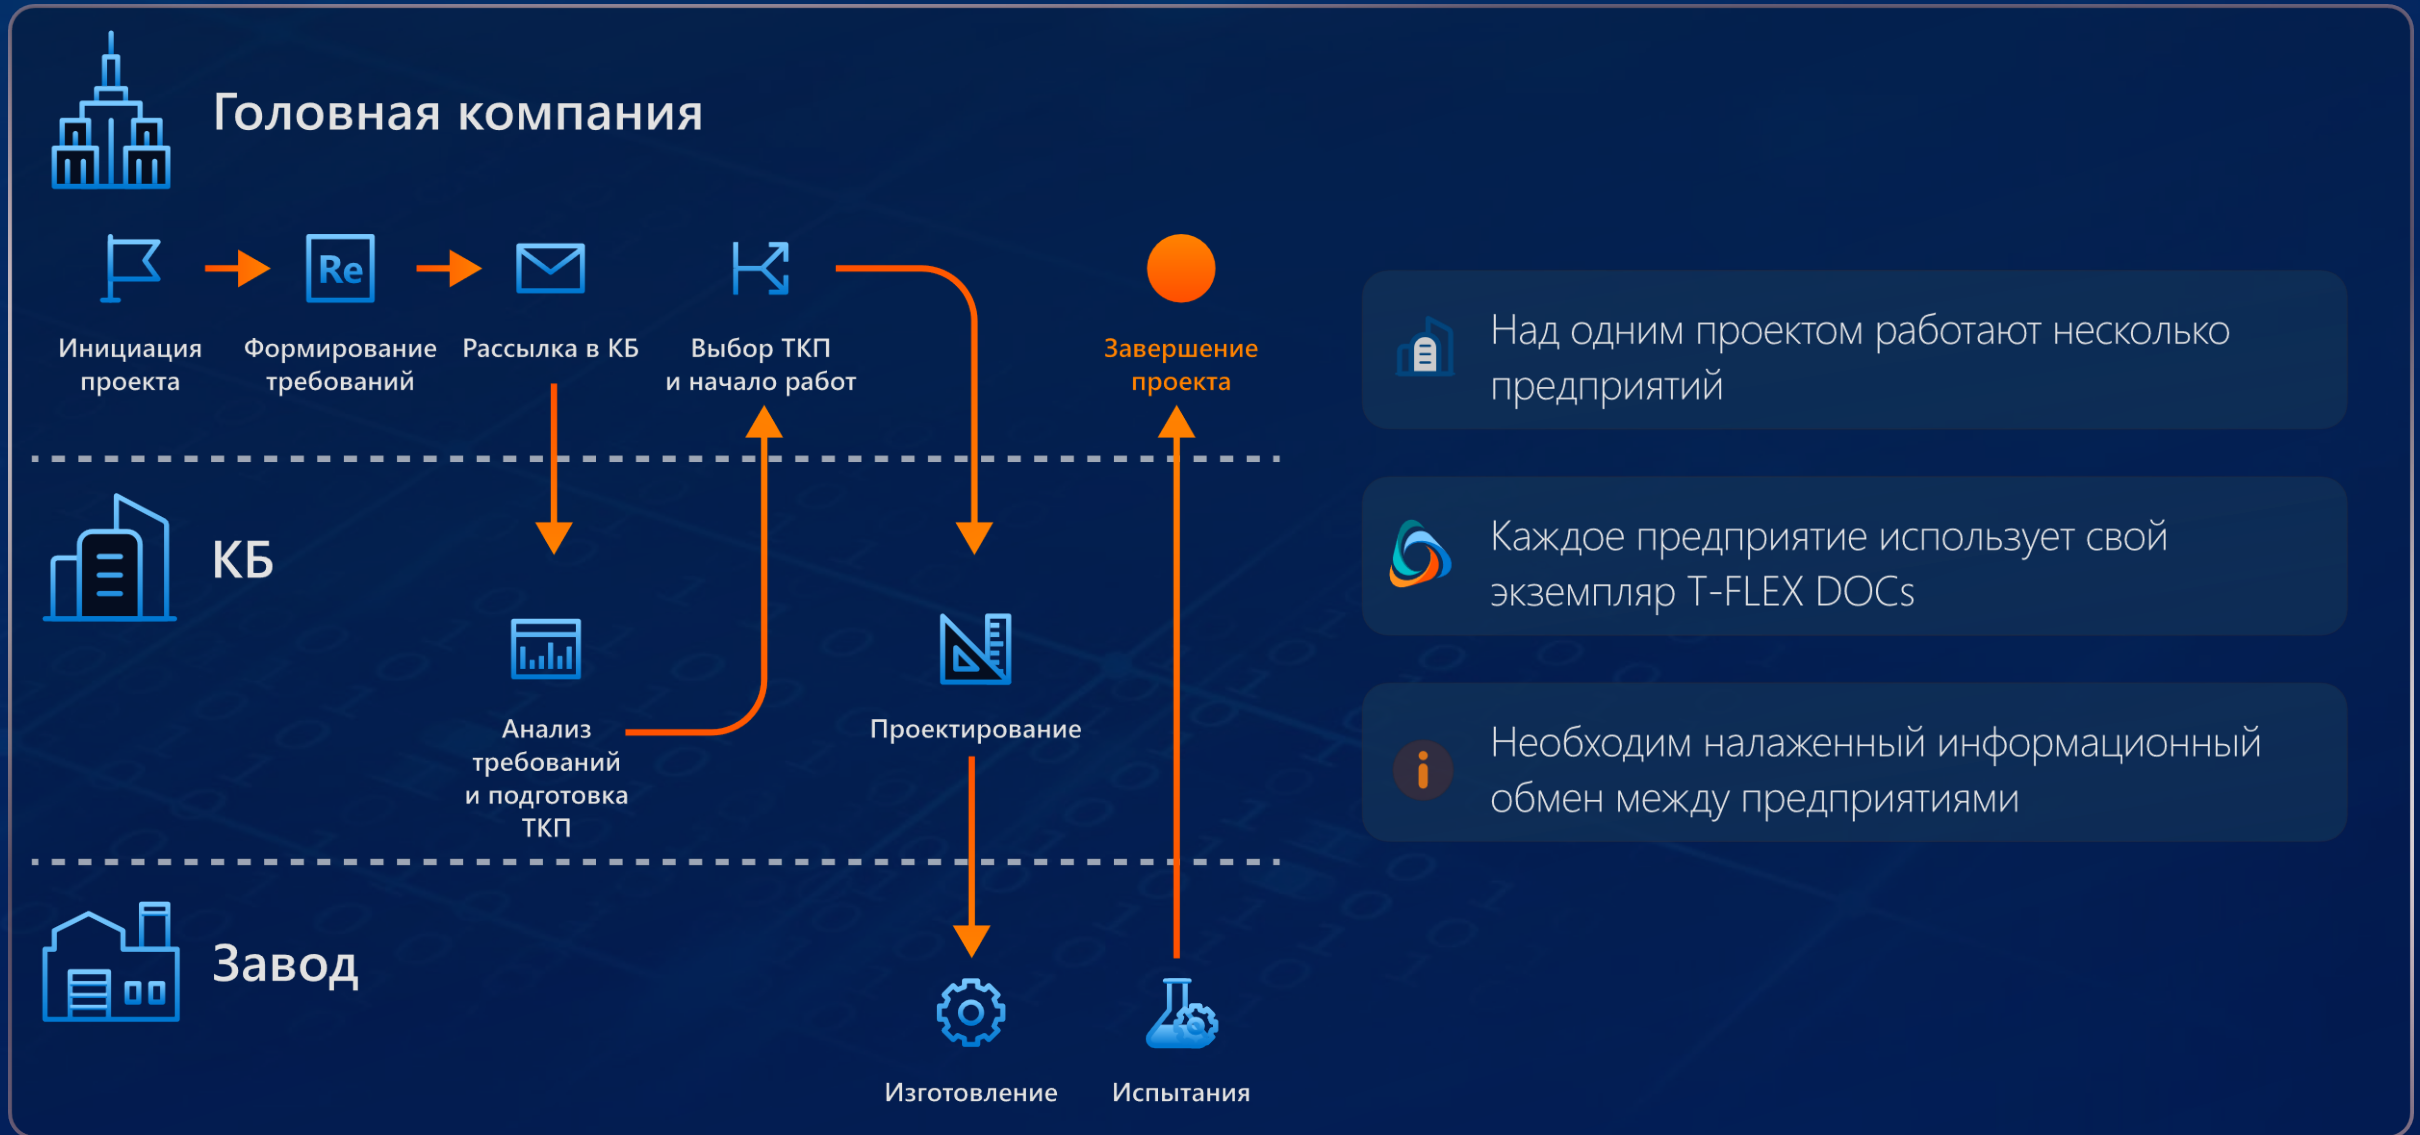 Головная компания
Re
Инициация
проекта
Формирование
требований
Рассылка в КБ
Выбор ТКП
и начало работ
Завершение
проекта
КБ
Анализ
требований
и подготовка
ТКП
Проектирование
Завод
Изготовление
Испытания
Над одним проектом работают несколько
предприятий
Каждое предприятие использует свой
экземпляр T-FLEX DOCs
Необходим налаженный информационный
обмен между предприятиями